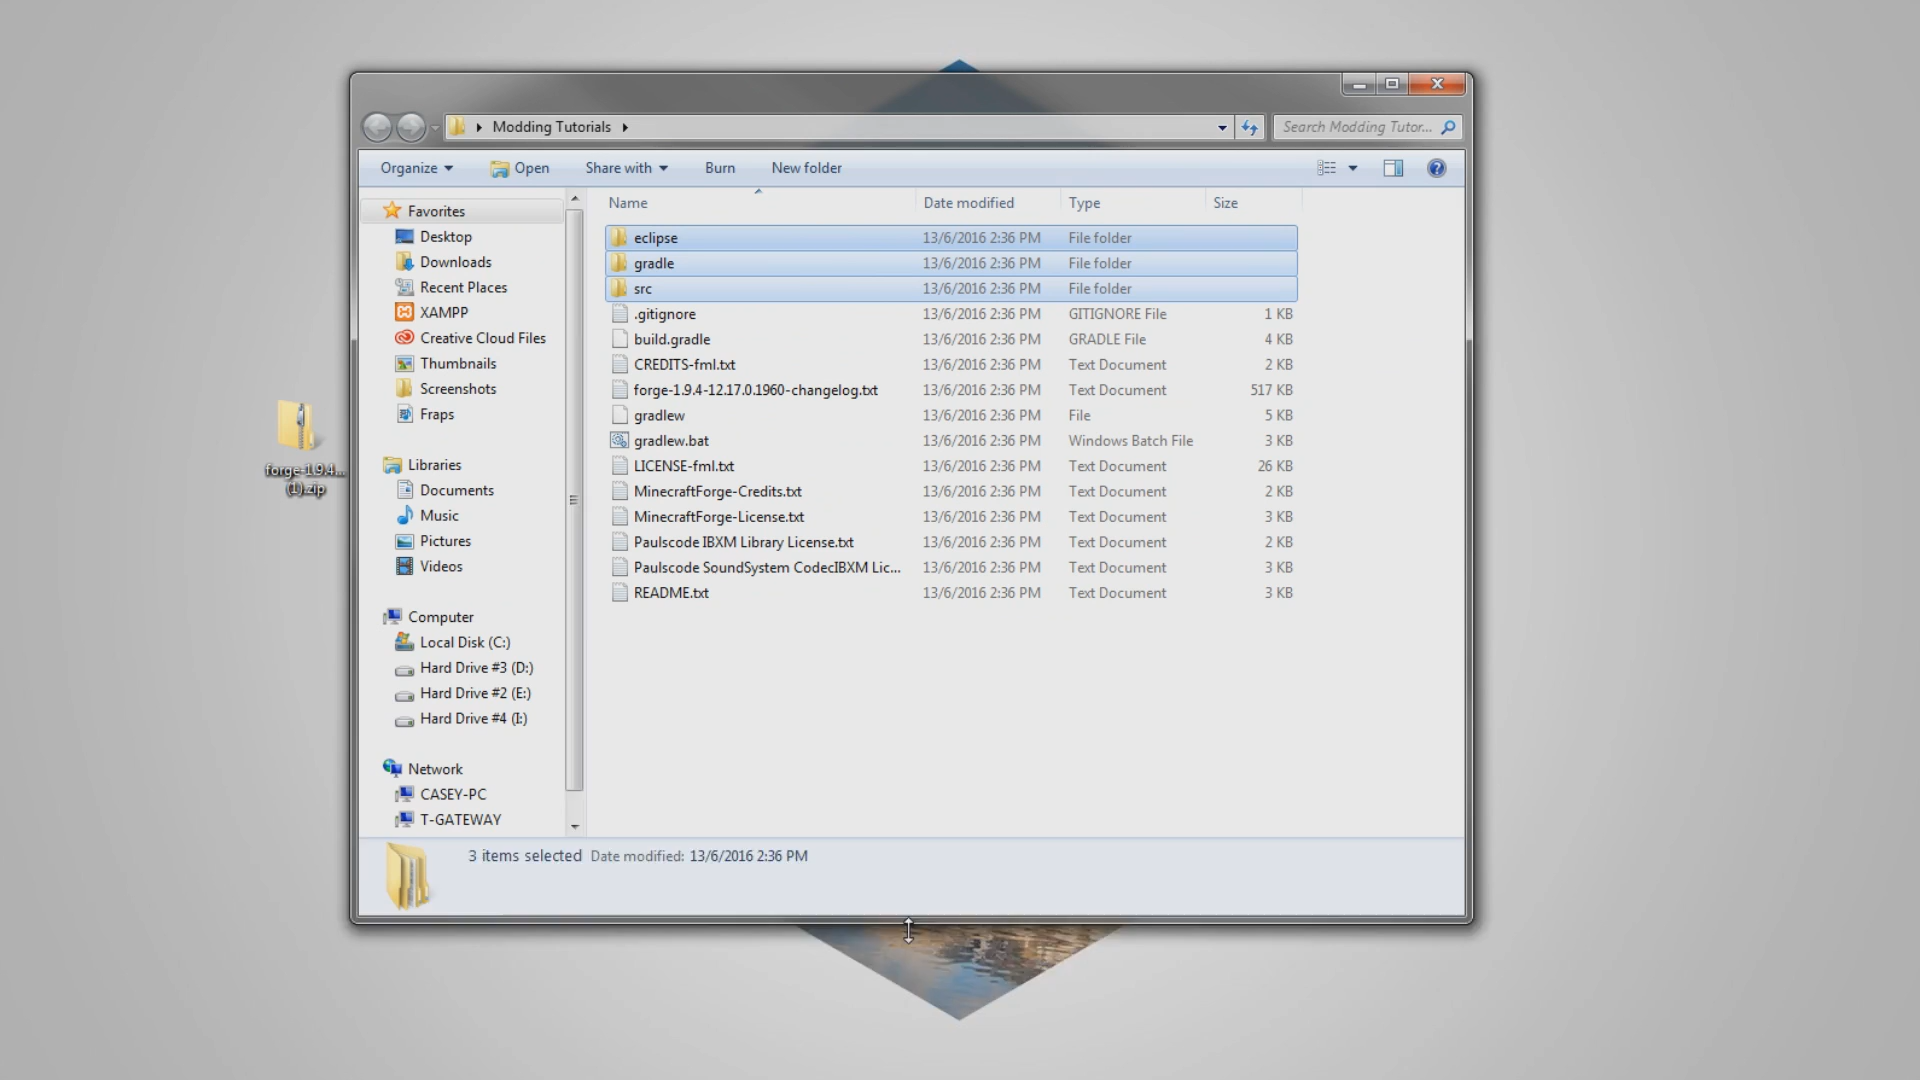 Modding Tutorials
Search Modding Tutor...
Organize
Open
Share with
Burn
New folder
Name
Date modified
Type
Size
Favorites
Desktop
Downloads
Recent Places
XAMPP
Creative Cloud Files
Thumbnails
Screenshots
Fraps
Libraries
Documents
Music
Pictures
Videos
Computer
Local Disk (C:)
Hard Drive #3 (D:)
Hard Drive #2 (E:)
Hard Drive #4 (I:)
Network
CASEY-PC
T-GATEWAY
eclipse 13/6/2016 2:36 PM File folder
gradle 13/6/2016 2:36 PM File folder
src 13/6/2016 2:36 PM File folder
.gitignore 13/6/2016 2:36 PM GITIGNORE File 1 KB
build.gradle 13/6/2016 2:36 PM GRADLE File 4 KB
CREDITS-fml.txt 13/6/2016 2:36 PM Text Document 2 KB
forge-1.9.4-12.17.0.1960-changelog.txt 13/6/2016 2:36 PM Text Document 517 KB
gradlew 13/6/2016 2:36 PM File 5 KB
gradlew.bat 13/6/2016 2:36 PM Windows Batch File 3 KB
LICENSE-fml.txt 13/6/2016 2:36 PM Text Document 26 KB
MinecraftForge-Credits.txt 13/6/2016 2:36 PM Text Document 2 KB
MinecraftForge-License.txt 13/6/2016 2:36 PM Text Document 3 KB
Paulscode IBXM Library License.txt 13/6/2016 2:36 PM Text Document 2 KB
Paulscode SoundSystem CodecIBXM Lic... 13/6/2016 2:36 PM Text Document 3 KB
README.txt 13/6/2016 2:36 PM Text Document 3 KB
3 items selected Date modified: 13/6/2016 2:36 PM
forge-1.9.4...
(1).zip